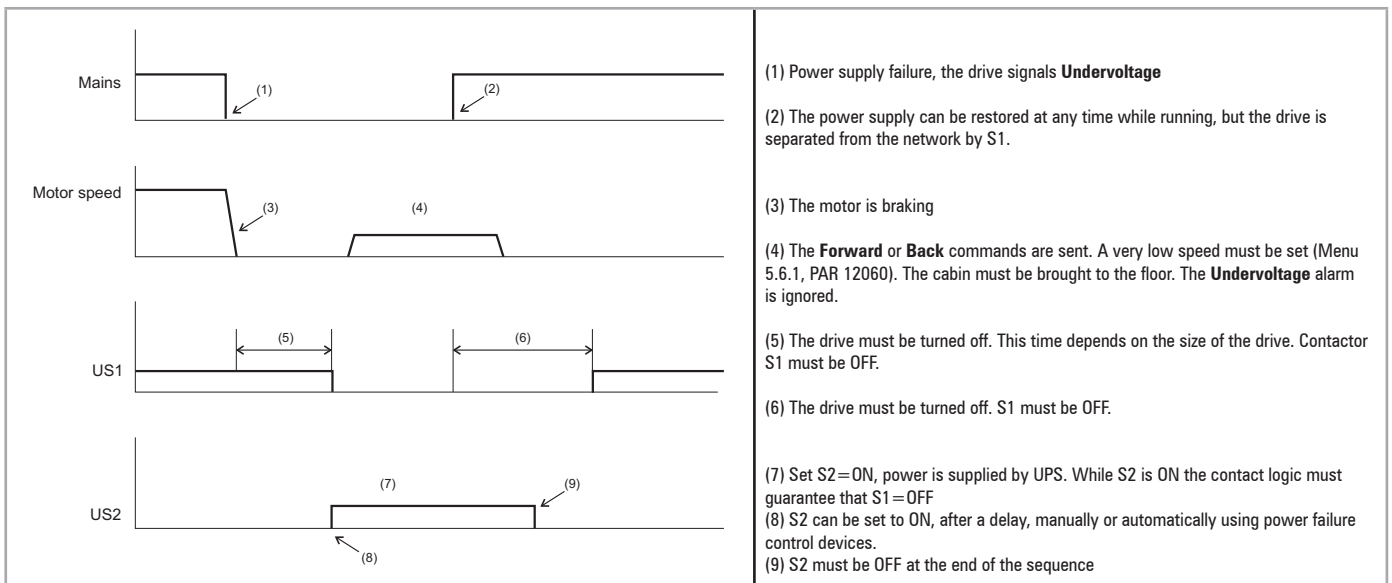 Mains
(1)
(2)
Motor speed
(3)
(4)
US1
(5)
(6)
US2
(7)
(9)
(8)
(1) Power supply failure, the drive signals Undervoltage
(2) The power supply can be restored at any time while running, but the drive is
separated from the network by S1.
(3) The motor is braking
(4) The Forward or Back commands are sent. A very low speed must be set (Menu
5.6.1, PAR 12060). The cabin must be brought to the floor. The Undervoltage alarm
is ignored.
(5) The drive must be turned off. This time depends on the size of the drive. Contactor
S1 must be OFF.
(6) The drive must be turned off. S1 must be OFF.
(7) Set S2=ON, power is supplied by UPS. While S2 is ON the contact logic must
guarantee that S1=OFF
(8) S2 can be set to ON, after a delay, manually or automatically using power failure
control devices.
(9) S2 must be OFF at the end of the sequence